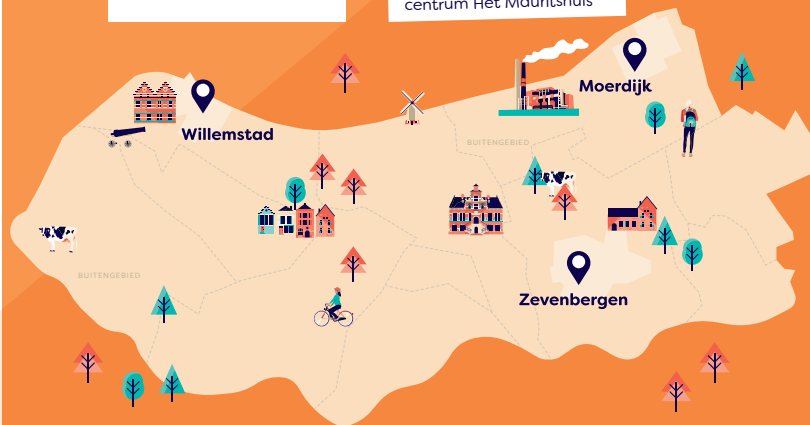 centrum Het Mauritshuis
Moerdijk
Willemstad
BUITENGEBIED
BUITENGEBIED
Zevenbergen